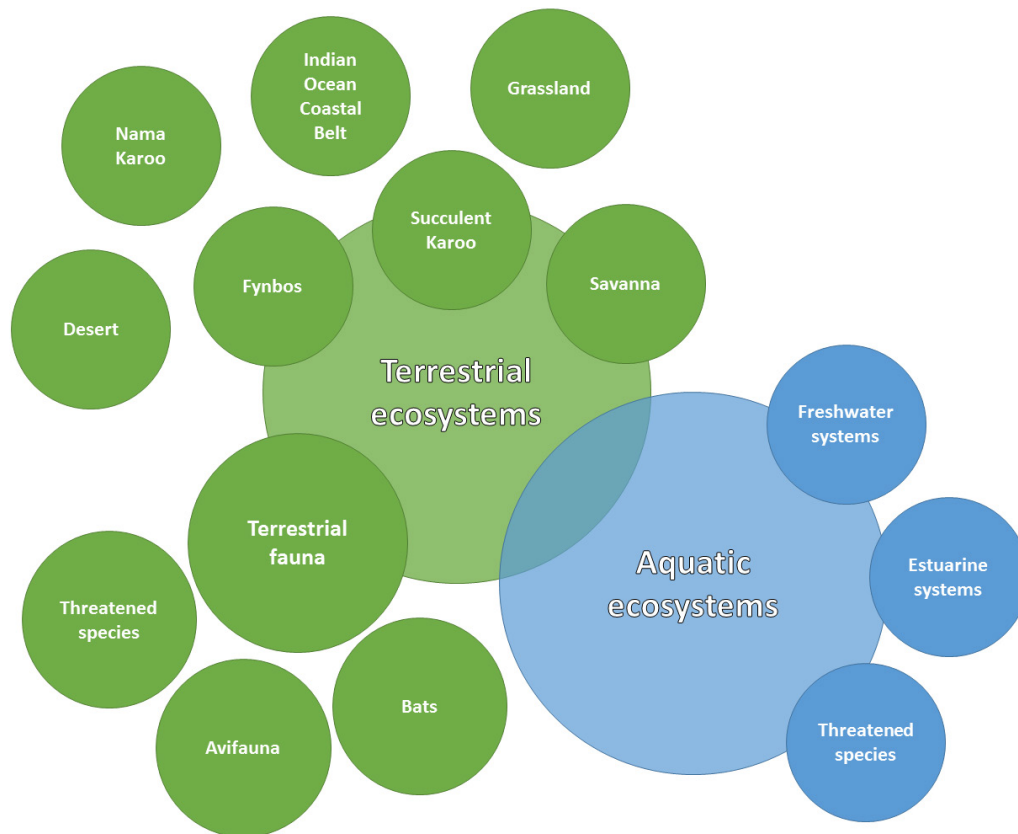 Indian
Ocean
Coastal
Belt
Grassland
Nama
Karoo
Succulent
Karoo
Fynbos
Savanna
Desert
Terrestrial
ecosystems
Freshwater
systems
Terrestrial
fauna
Aquatic
ecosystems
Estuarine
systems
Threatened
species
Bats
Avifauna
Threatened
species